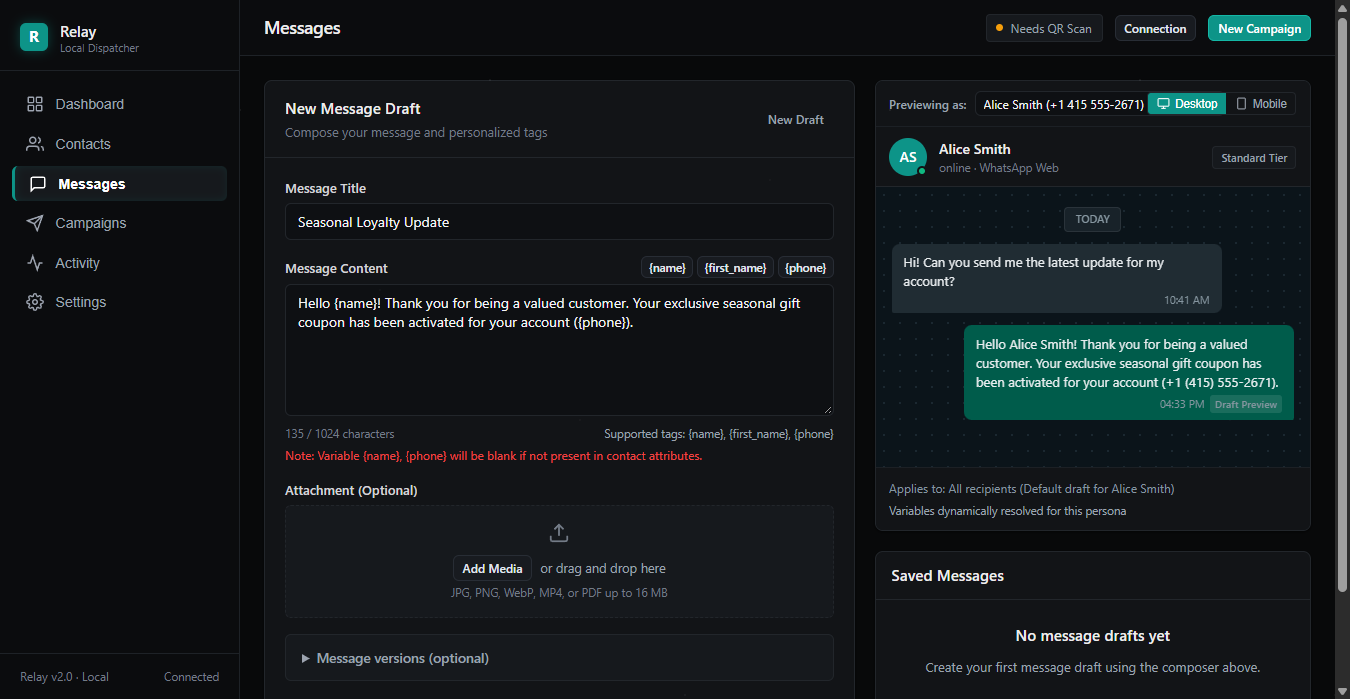 R
Relay
Local Dispatcher
Dashboard
Contacts
Messages
Campaigns
Activity
Settings
Relay v2.0 · Local
Connected
Messages
Needs QR Scan
Connection
New Campaign
New Message Draft
Compose your message and personalized tags
New Draft
Message Title
Seasonal Loyalty Update
Message Content
{name}
{first_name}
{phone}
Hello {name}! Thank you for being a valued customer. Your exclusive seasonal gift
coupon has been activated for your account ({phone}).
135 / 1024 characters
Supported tags: {name}, {first_name}, {phone}
Note: Variable {name}, {phone} will be blank if not present in contact attributes.
Attachment (Optional)
Add Media or drag and drop here
JPG, PNG, WebP, MP4, or PDF up to 16 MB
Message versions (optional)
Previewing as:
Alice Smith (+1 415 555-2671)
Desktop
Mobile
AS
Alice Smith
online · WhatsApp Web
Standard Tier
TODAY
Hi! Can you send me the latest update for my
account?
10:41 AM
Hello Alice Smith! Thank you for being a valued
customer. Your exclusive seasonal gift coupon has
been activated for your account (+1 (415) 555-2671).
04:33 PM
Draft Preview
Applies to: All recipients (Default draft for Alice Smith)
Variables dynamically resolved for this persona
Saved Messages
No message drafts yet
Create your first message draft using the composer above.